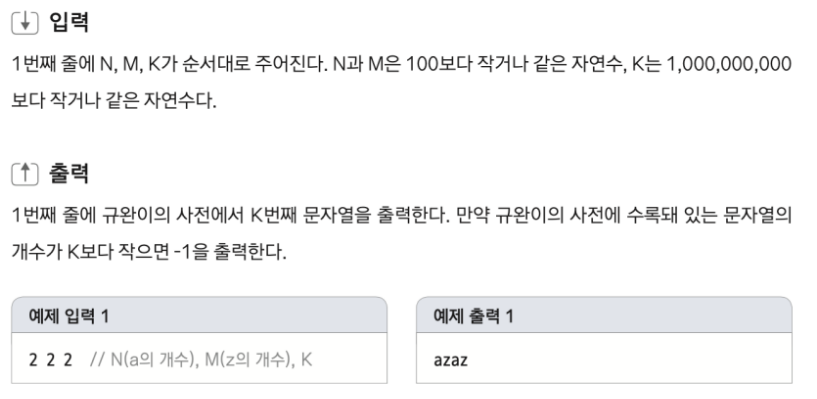 입력
1번째 줄에 N, M, K가 순서대로 주어진다. N과 M은 100보다 작거나 같은 자연수, K는 1,000,000,000
보다 작거나 같은 자연수다.
출력
1번째 줄에 규완이의 사전에서 K번째 문자열을 출력한다. 만약 규완이의 사전에 수록돼 있는 문자열의
개수가 K보다 작으면 -1을 출력한다.
예제 입력 1
2 2 2 // N(a의 개수), M(z의 개수), K
예제 출력 1
azaz